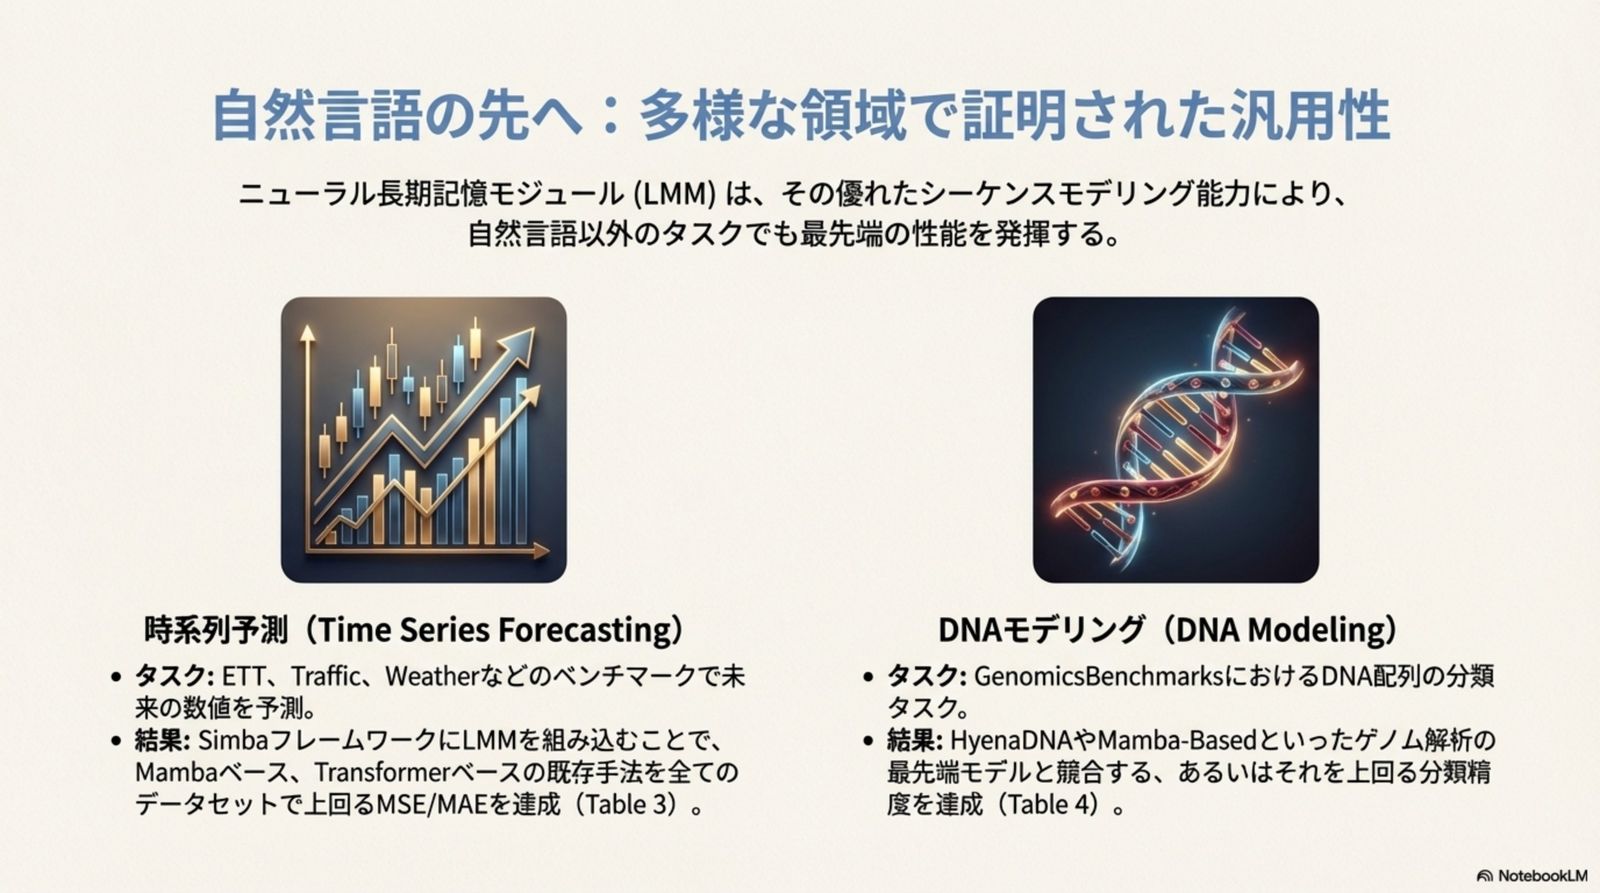 自然言語の先へ：多様な領域で証明された汎用性
ニューラル長期記憶モジュール (LMM) は、その優れたシーケンスモデリング能力により、
自然言語以外のタスクでも最先端の性能を発揮する。
時系列予測（Time Series Forecasting）
• タスク: ETT、Traffic、Weatherなどのベンチマークで未
来の数値を予測。
• 結果: SimbaフレームワークにLMMを組み込むことで、
Mambaベース、Transformerベースの既存手法を全ての
データセットで上回るMSE/MAEを達成（Table 3）。
DNAモデリング（DNA Modeling）
• タスク: GenomicsBenchmarksにおけるDNA配列の分類
タスク。
• 結果: HyenaDNAやMamba-Basedといったゲノム解析の
最先端モデルと競合する、あるいはそれを上回る分類精
度を達成（Table 4）。
NotebookLM